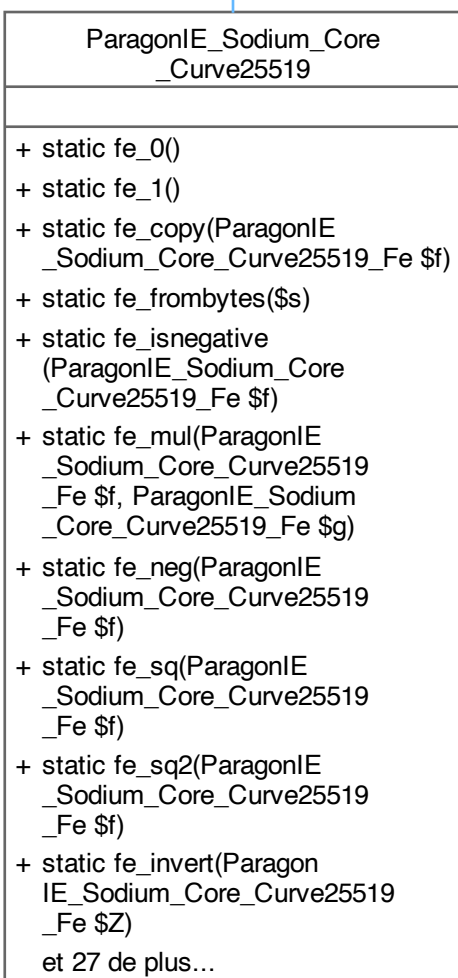 ParagonIE_Sodium_Core
_Curve25519
+ static fe_0()
+ static fe_1()
+ static fe_copy(ParagonIE
_Sodium_Core_Curve25519_Fe $f)
+ static fe_frombytes($s)
+ static fe_isnegative
(ParagonIE_Sodium_Core
_Curve25519_Fe $f)
+ static fe_mul(ParagonIE
_Sodium_Core_Curve25519
_Fe $f, ParagonIE_Sodium
_Core_Curve25519_Fe $g)
+ static fe_neg(ParagonIE
_Sodium_Core_Curve25519
_Fe $f)
+ static fe_sq(ParagonIE
_Sodium_Core_Curve25519
_Fe $f)
+ static fe_sq2(ParagonIE
_Sodium_Core_Curve25519
_Fe $f)
+ static fe_invert(Paragon
IE_Sodium_Core_Curve25519
_Fe $Z)
et 27 de plus...